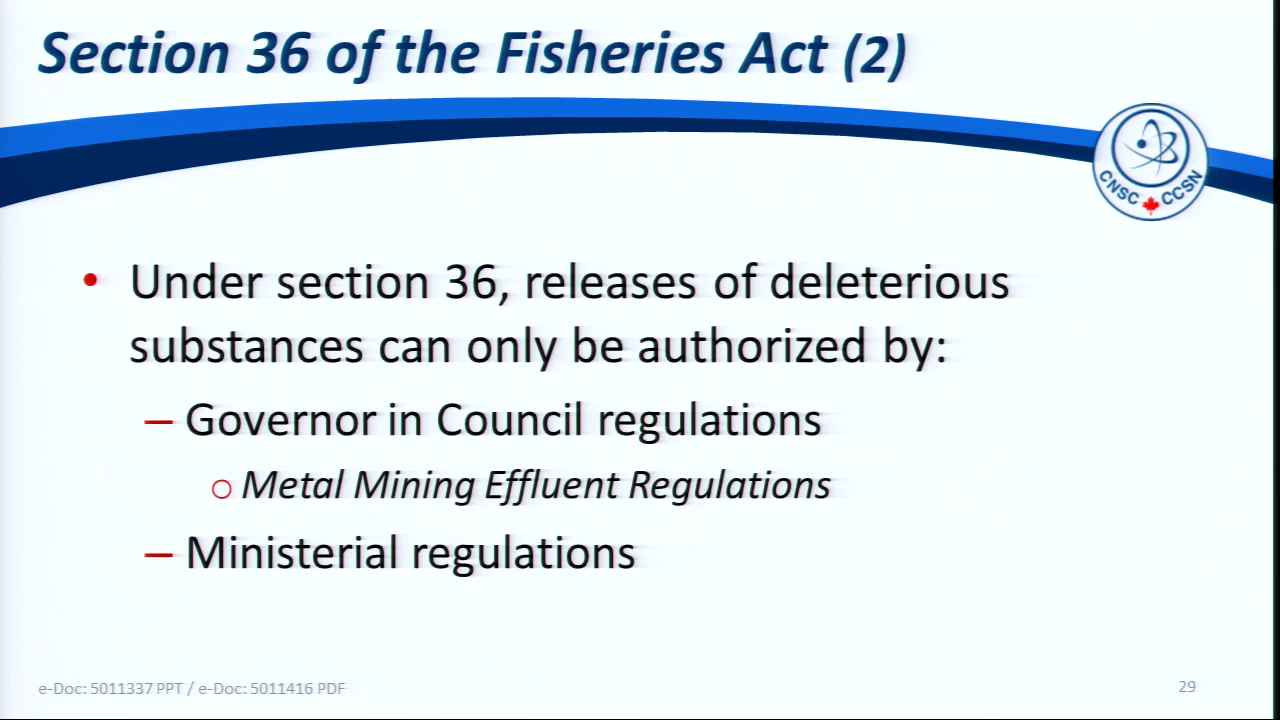 Section 36 of the Fisheries Act (2)
CNSC CCSN
• Under section 36, releases of deleterious
substances can only be authorized by:
– Governor in Council regulations
○ Metal Mining Effluent Regulations
– Ministerial regulations
e-Doc: 5011337 PPT / e-Doc: 5011416 PDF
29